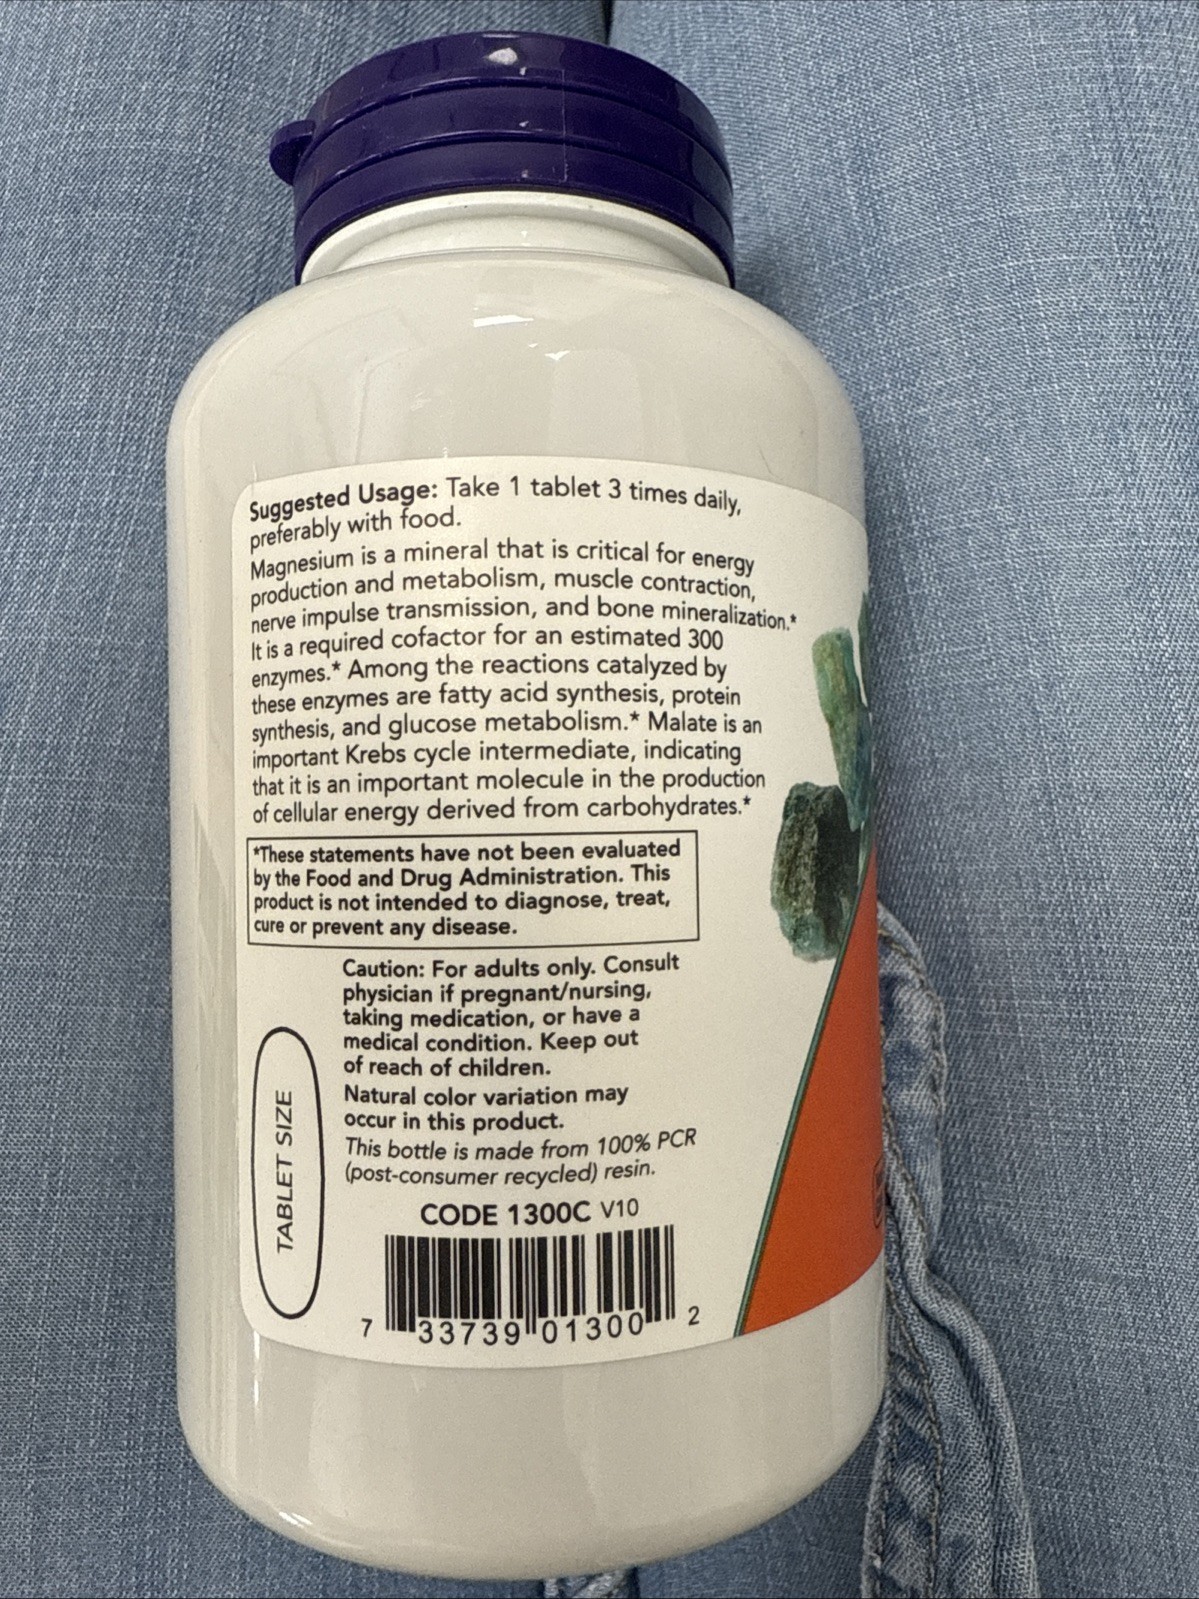 Suggested Usage: Take 1 tablet 3 times daily,
preferably with food.
Magnesium is a mineral that is critical for energy
production and metabolism, muscle contraction,
nerve impulse transmission, and bone mineralization.*
It is a required cofactor for an estimated 300
enzymes.* Among the reactions catalyzed by
these enzymes are fatty acid synthesis, protein
synthesis, and glucose metabolism.* Malate is an
important Krebs cycle intermediate, indicating
that it is an important molecule in the production
of cellular energy derived from carbohydrates.*
*These statements have not been evaluated
by the Food and Drug Administration. This
product is not intended to diagnose, treat,
cure or prevent any disease.
Caution: For adults only. Consult
physician if pregnant/nursing,
taking medication, or have a
medical condition. Keep out
of reach of children.
Natural color variation may
occur in this product.
This bottle is made from 100% PCR
(post-consumer recycled) resin.
TABLET SIZE
CODE 1300C V10
7 33739 01300 2